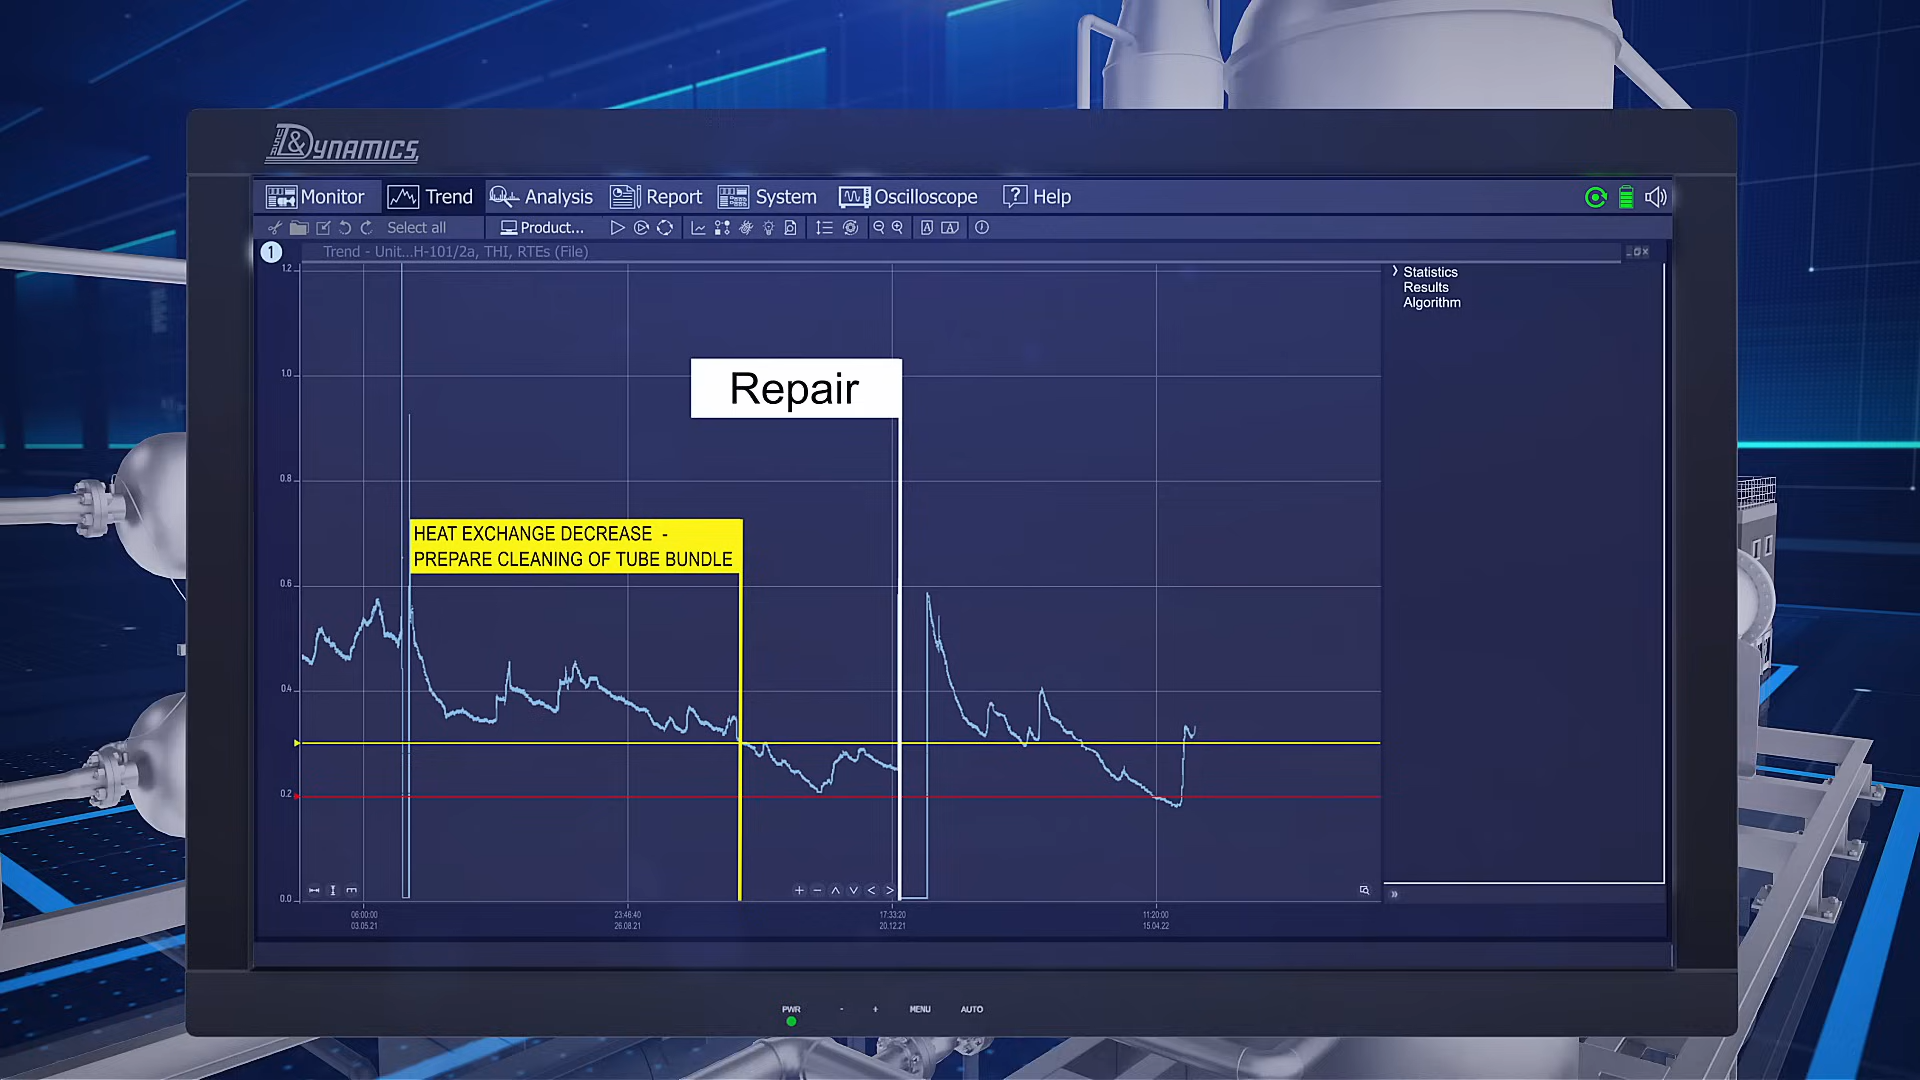 USA
D&YNAMICS
Monitor Trend Analysis Report System Oscilloscope Help
Select all Product...
1 Trend - Unit...H-101/2a, THI, RTEs (File)
Statistics
Results
Algorithm
1.2
1.0
0.8
0.6
0.4
0.2
0.0
Repair
HEAT EXCHANGE DECREASE -
PREPARE CLEANING OF TUBE BUNDLE
06:00:00 23:46:40 17:33:20 11:20:00
03.05.21 26.08.21 20.12.21 15.04.22
PWR - + MENU AUTO